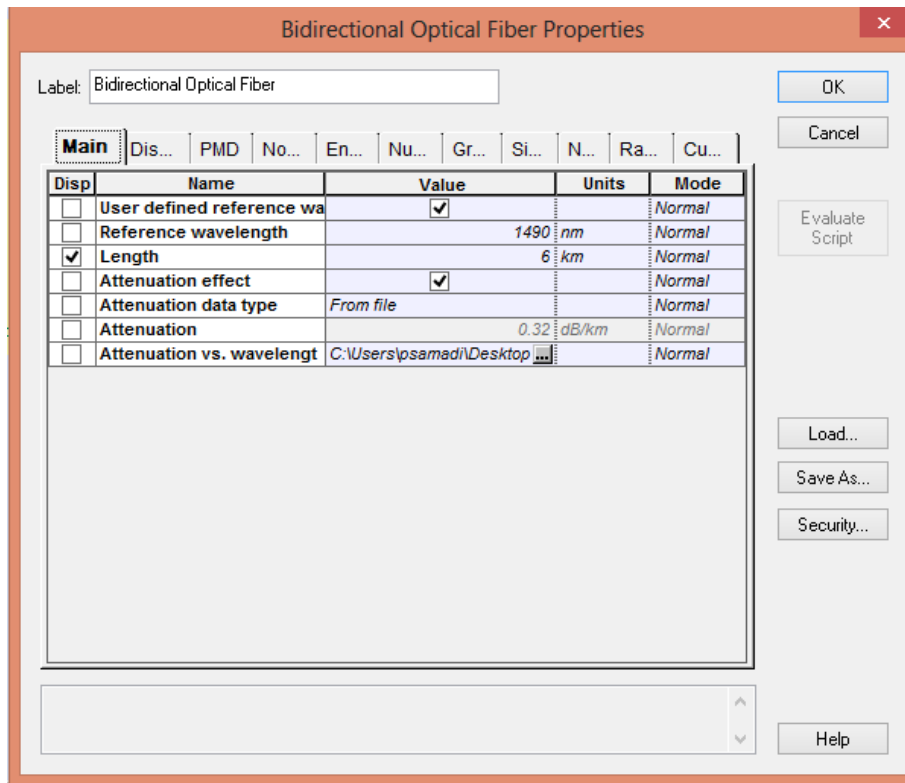 Bidirectional Optical Fiber Properties
Label: Bidirectional Optical Fiber
OK
Cancel
Main Dis... PMD No... En... Nu... Gr... Si... N... Ra... Cu...
Disp Name Value Units Mode
User defined reference wa Normal
Reference wavelength 1490 nm Normal
Length 6 km Normal
Attenuation effect Normal
Attenuation data type From file Normal
Attenuation 0.32 dB/km Normal
Attenuation vs. wavelengt C:\Users\psamadi\Desktop ... Normal
Evaluate
Script
Load...
Save As...
Security...
Help